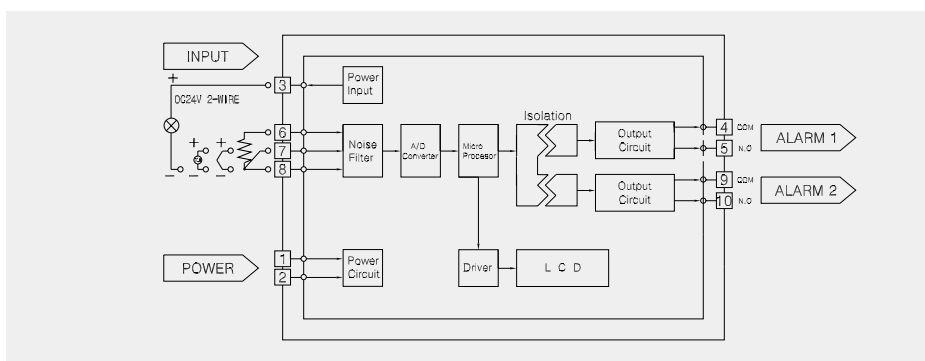 INPUT
+
DC24V 2-WIRE
3
Power
Input
6
7
8
+
+
−
−
−
Noise
Filter
A/D
Converter
Micro
Procesor
Isolation
Output
Circuit
4
COM
5
N.O
ALARM 1
Output
Circuit
9
COM
10
N.O
ALARM 2
POWER
1
2
Power
Circuit
Driver
L C D